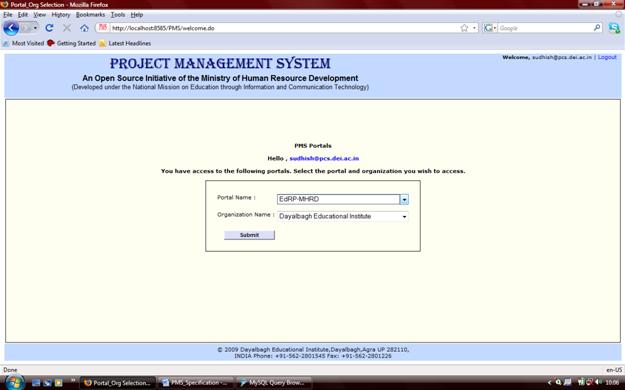 Portal_Org Selection - Mozilla Firefox
File Edit View History Bookmarks Tools Help
http://localhost:8585/PMS/welcome.do
Google
Most Visited Getting Started Latest Headlines
PROJECT MANAGEMENT SYSTEM
Welcome, sudhish@pcs.dei.ac.in | Logout
An Open Source Initiative of the Ministry of Human Resource Development
(Developed under the National Mission on Education through Information and Communication Technology)
PMS Portals
Hello , sudhish@pcs.dei.ac.in
You have access to the following portals. Select the portal and organization you wish to access.
Portal Name : EdRP-MHRD
Organization Name : Dayalbagh Educational Institute
Submit
© 2009 Dayalbagh Educational Institute,Dayalbagh,Agra UP 282110,
INDIA Phone: +91-562-2801545 Fax: +91-562-2801226
Done
en-US
Portal_Org Selection... PMS_Specification -... MySQL Query Brow... 10:06